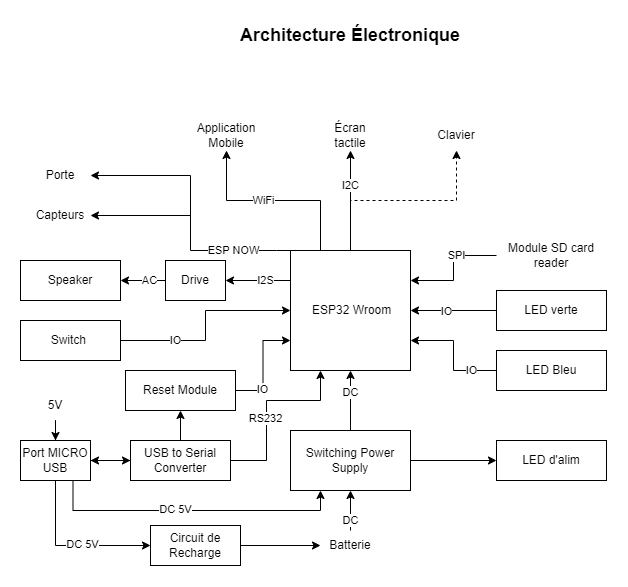 Architecture Électronique
Application
Mobile
Écran
tactile
Clavier
Porte
I2C
WiFi
Capteurs
ESP NOW
Module SD card
reader
SPI
Speaker
AC
Drive
I2S
ESP32 Wroom
IO
LED verte
Switch
IO
IO
LED Bleu
Reset Module
IO
DC
5V
RS232
Port MICRO
USB
USB to Serial
Converter
Switching Power
Supply
LED d'alim
DC 5V
DC
DC 5V
Circuit de
Recharge
Batterie